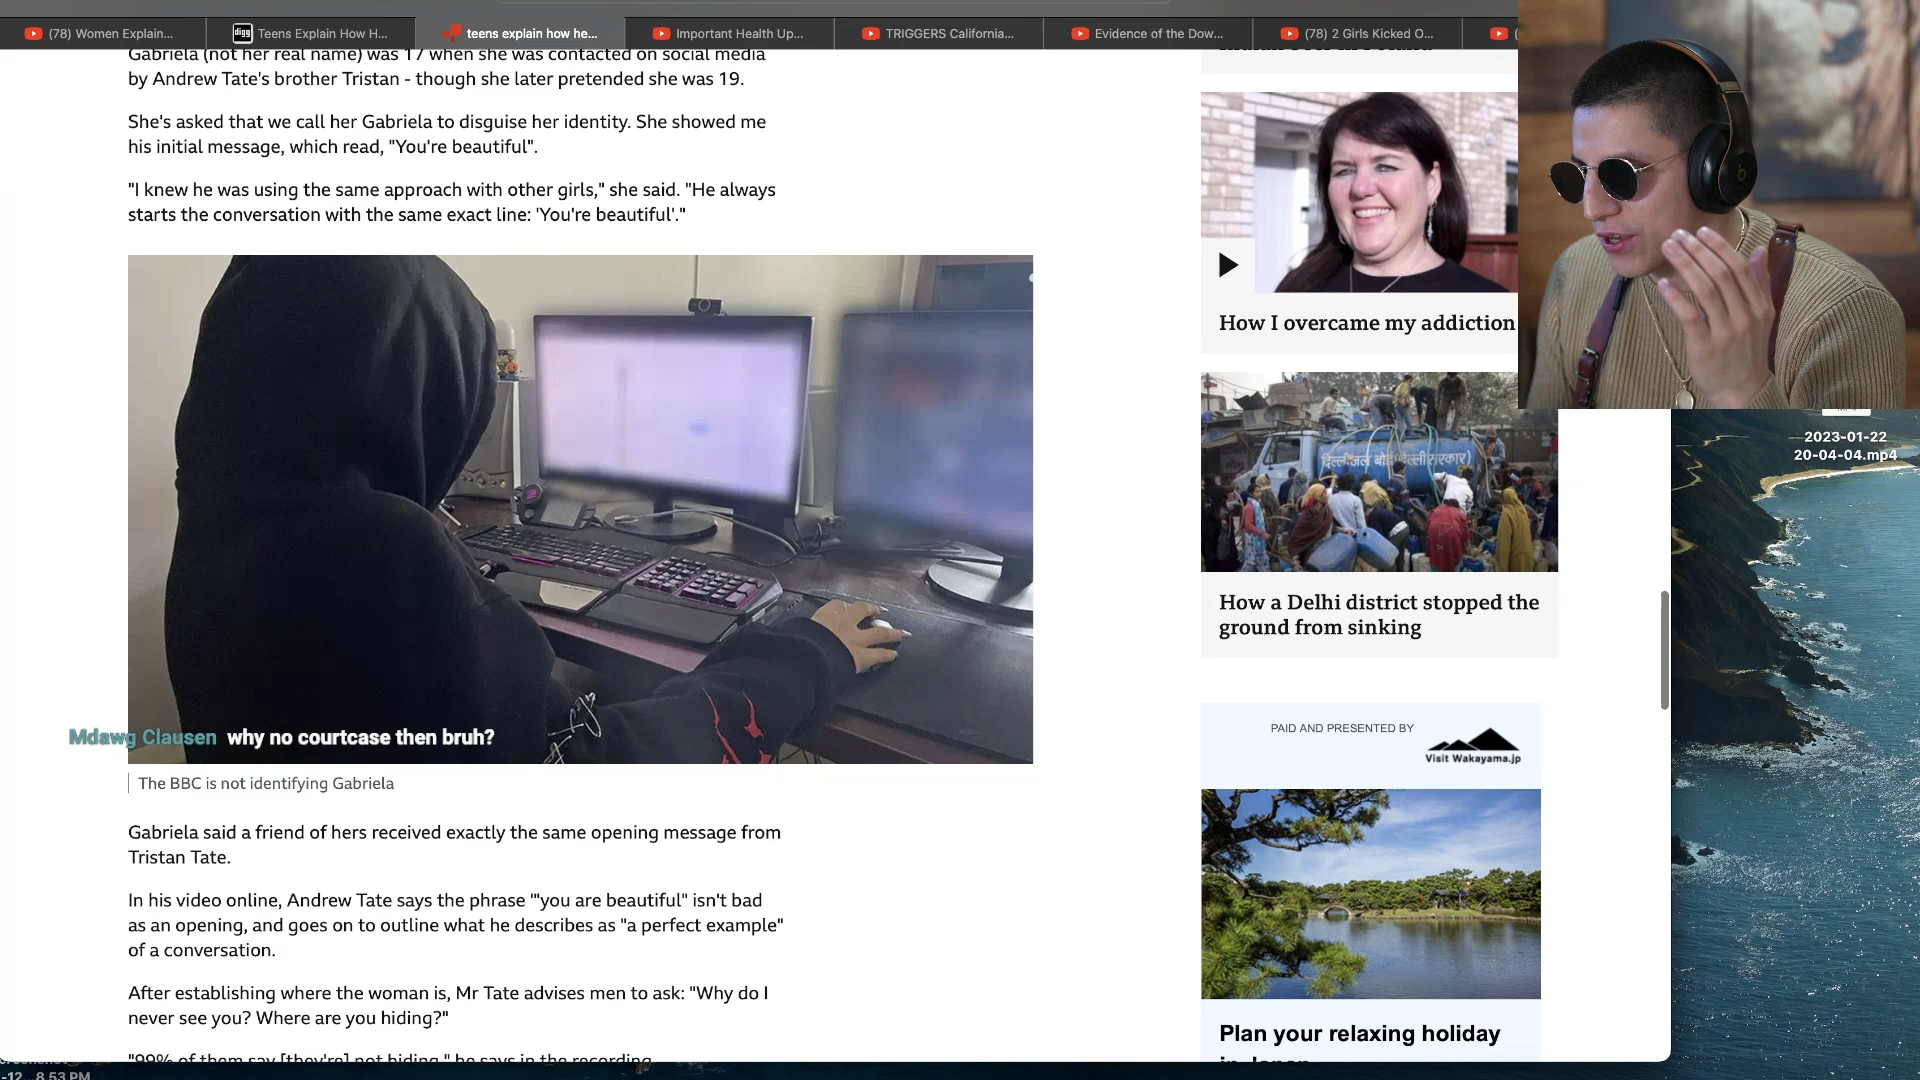 (78) Women Explain...
digg
Teens Explain How H...
teens explain how he...
Important Health Up...
TRIGGERS California...
Evidence of the Dow...
(78) 2 Girls Kicked O...
Gabriela (not her real name) was 17 when she was contacted on social media
by Andrew Tate's brother Tristan - though she later pretended she was 19.
She's asked that we call her Gabriela to disguise her identity. She showed me
his initial message, which read, "You're beautiful".
"I knew he was using the same approach with other girls," she said. "He always
starts the conversation with the same exact line: 'You're beautiful'."
Mdawg Clausen why no courtcase then bruh?
The BBC is not identifying Gabriela
Gabriela said a friend of hers received exactly the same opening message from
Tristan Tate.
In his video online, Andrew Tate says the phrase '"you are beautiful" isn't bad
as an opening, and goes on to outline what he describes as "a perfect example"
of a conversation.
After establishing where the woman is, Mr Tate advises men to ask: "Why do I
never see you? Where are you hiding?"
"99% of them say [they're] not hiding," he says in the recording
How I overcame my addiction
How a Delhi district stopped the
ground from sinking
PAID AND PRESENTED BY
Visit Wakayama.jp
Plan your relaxing holiday
in Japan
2023-01-22
20-04-04.mp4
-12...8.53 PM